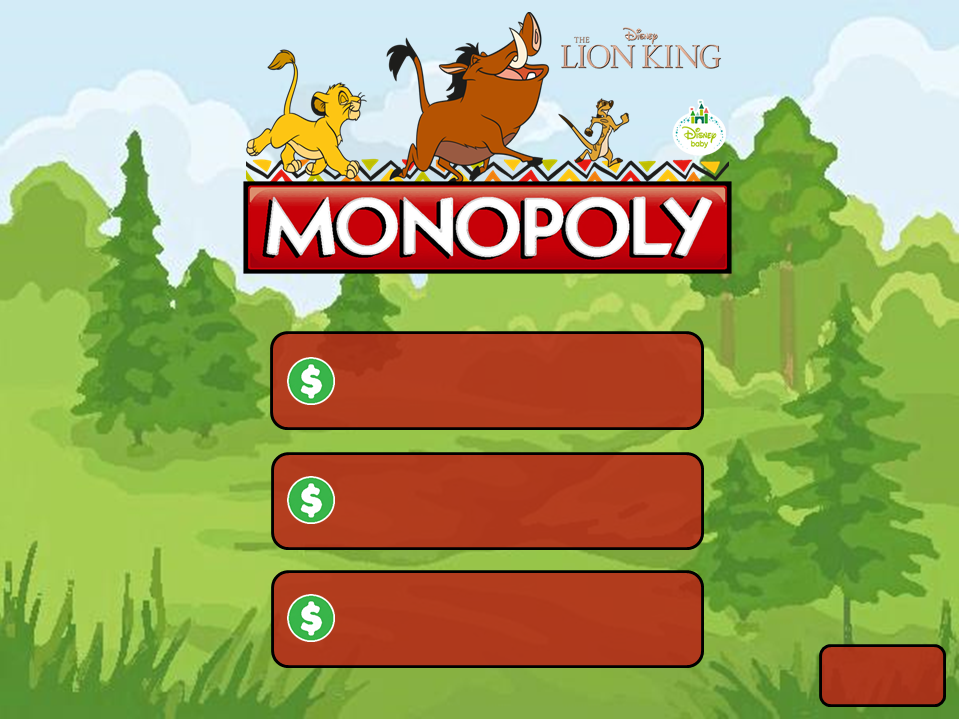 THE
Disney
LION KING
Disney
baby
MONOPOLY
$
$
$